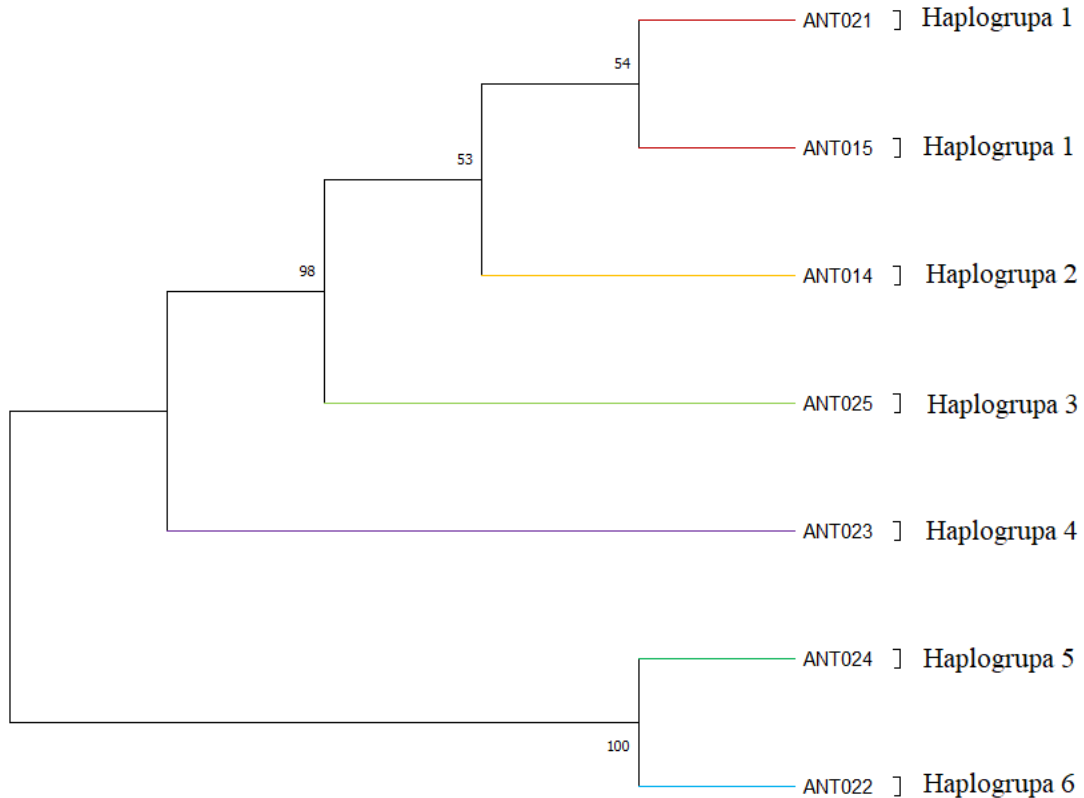 ANT021 ] Haplogrupa 1
54
ANT015 ] Haplogrupa 1
53
98
ANT014 ] Haplogrupa 2
ANT025 ] Haplogrupa 3
ANT023 ] Haplogrupa 4
ANT024 ] Haplogrupa 5
100
ANT022 ] Haplogrupa 6